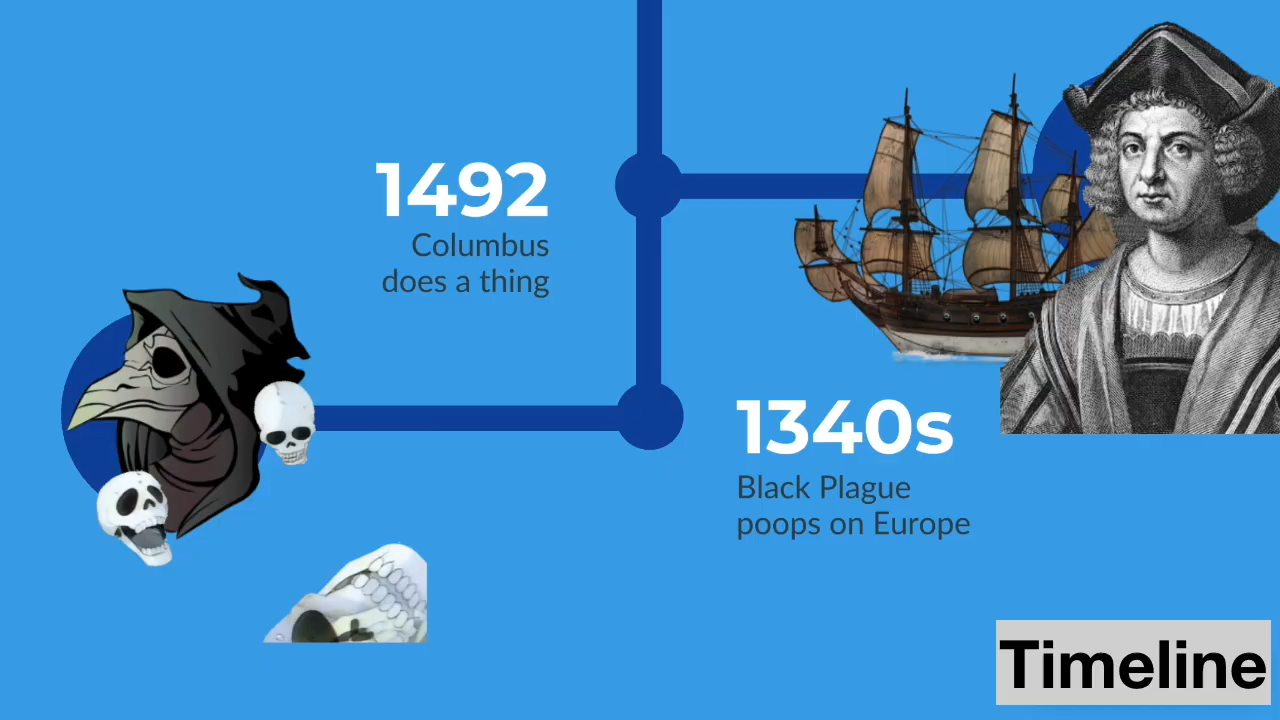 1492
Columbus
does a thing
1340s
Black Plague
poops on Europe
Timeline